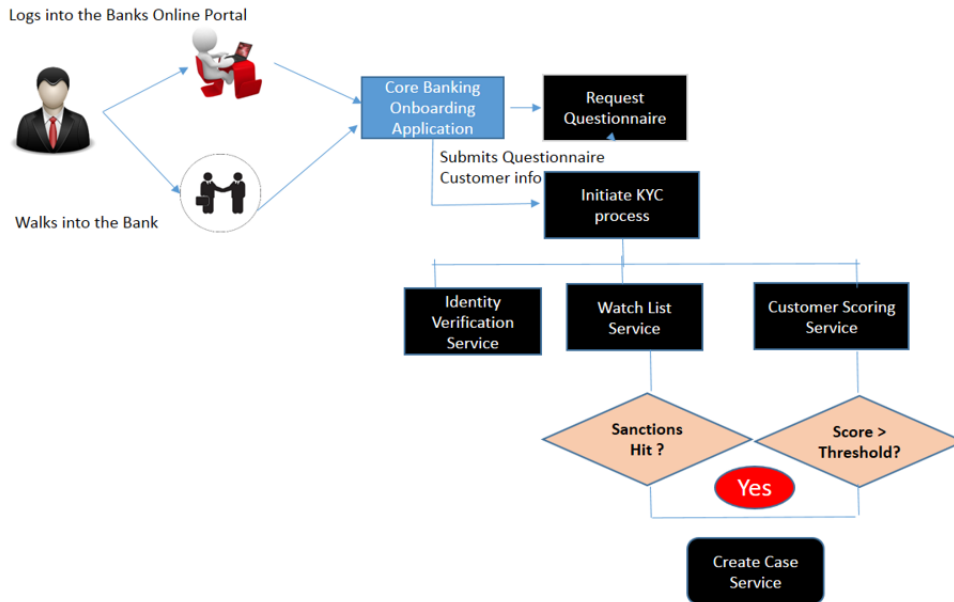 Logs into the Banks Online Portal
Core Banking
Onboarding
Application
Request
Questionnaire
Submits Questionnaire
Customer info
Initiate KYC
process
Walks into the Bank
Identity
Verification
Service
Watch List
Service
Customer Scoring
Service
Sanctions
Hit ?
Score >
Threshold?
Yes
Create Case
Service